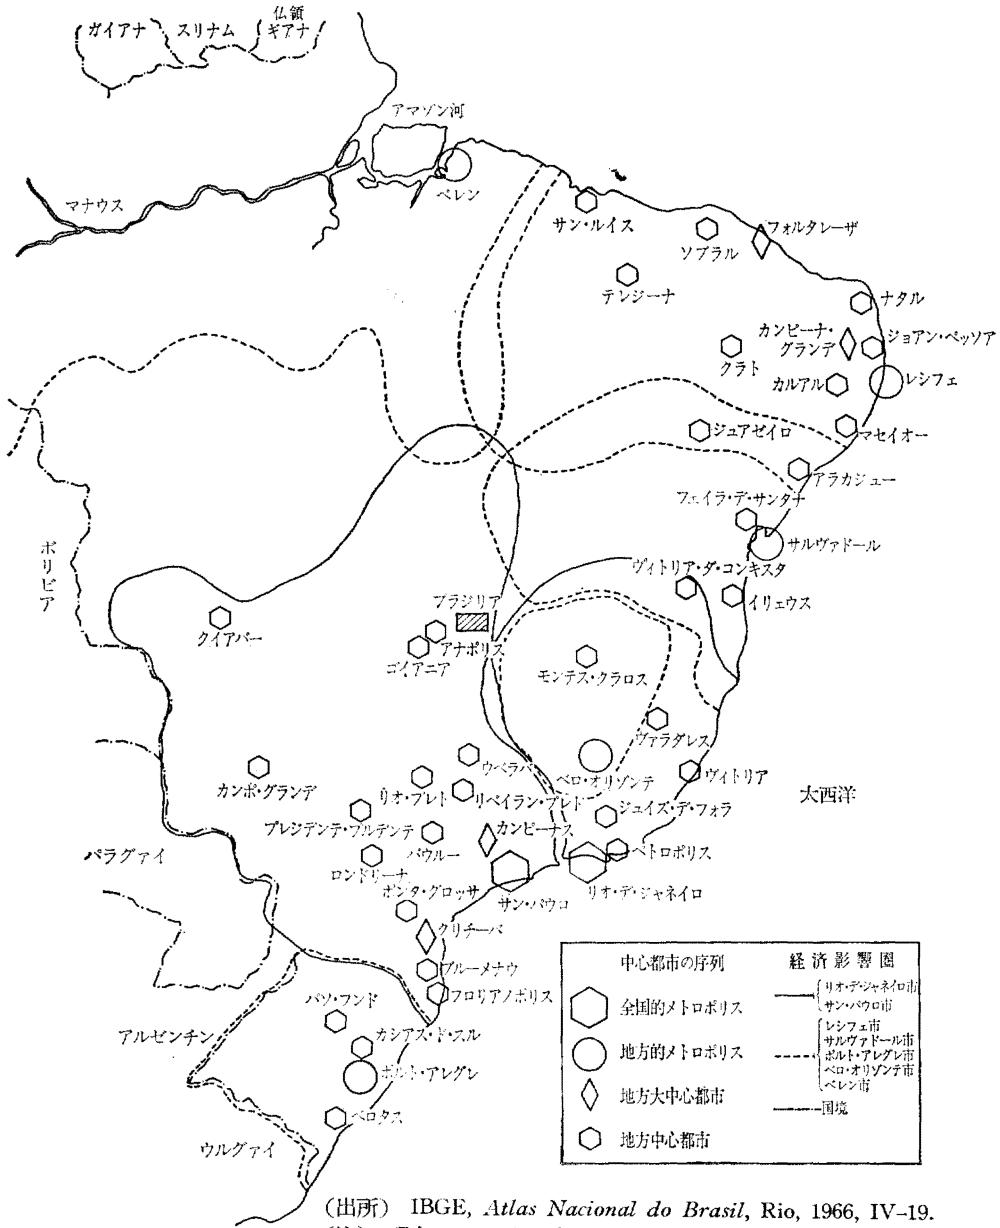 ガイアナ
スリナム
仏領
ギアナ
アマゾン河
ベレン
マナウス
サン・ルイス
ソブラル
フォルタレーザ
テレジーナ
ナタル
カンピーナ・
グランデ
ジョアン・ペッソア
クラト
カルアル
レシフェ
ジュアゼイロ
マセイオー
アラカジュー
フェイラ・デ・サンタナ
サルヴァドール
ボリビア
ヴィトリア・ダ・コンキスタ
イリェウス
ブラジリア
クイアバー
アナポリス
ゴイアニア
モンテス・クラロス
ヴァラダレス
ウベラバ
ベロ・オリゾンテ
ヴィトリア
カンポ・グランデ
リオ・プレト
リベイラン・プレト
ジュイズ・デ・フォラ
太西洋
プレジデンテ・プルデンテ
バウルー
カンピーナス
ペトロポリス
パラグァイ
ロンドリーナ
ポンタ・グロッサ
サン・パウロ
リオ・デ・ジャネイロ
クリチーバ
ブルーメナウ
フロリアノポリス
パソ・フンド
アルゼンチン
カシアス・ド・スル
ポルト・アレグレ
ペロタス
ウルグァイ
中心都市の序列
全国的メトロポリス
地方的メトロポリス
地方大中心都市
地方中心都市
経済影響圏
リオ・デ・ジャネイロ市
サン・パウロ市
レシフェ市
サルヴァドール市
ポルト・アレグレ市
ベロ・オリゾンテ市
ベレン市
国境
(出所) IBGE, Atlas Nacional do Brasil, Rio, 1966, IV-19.